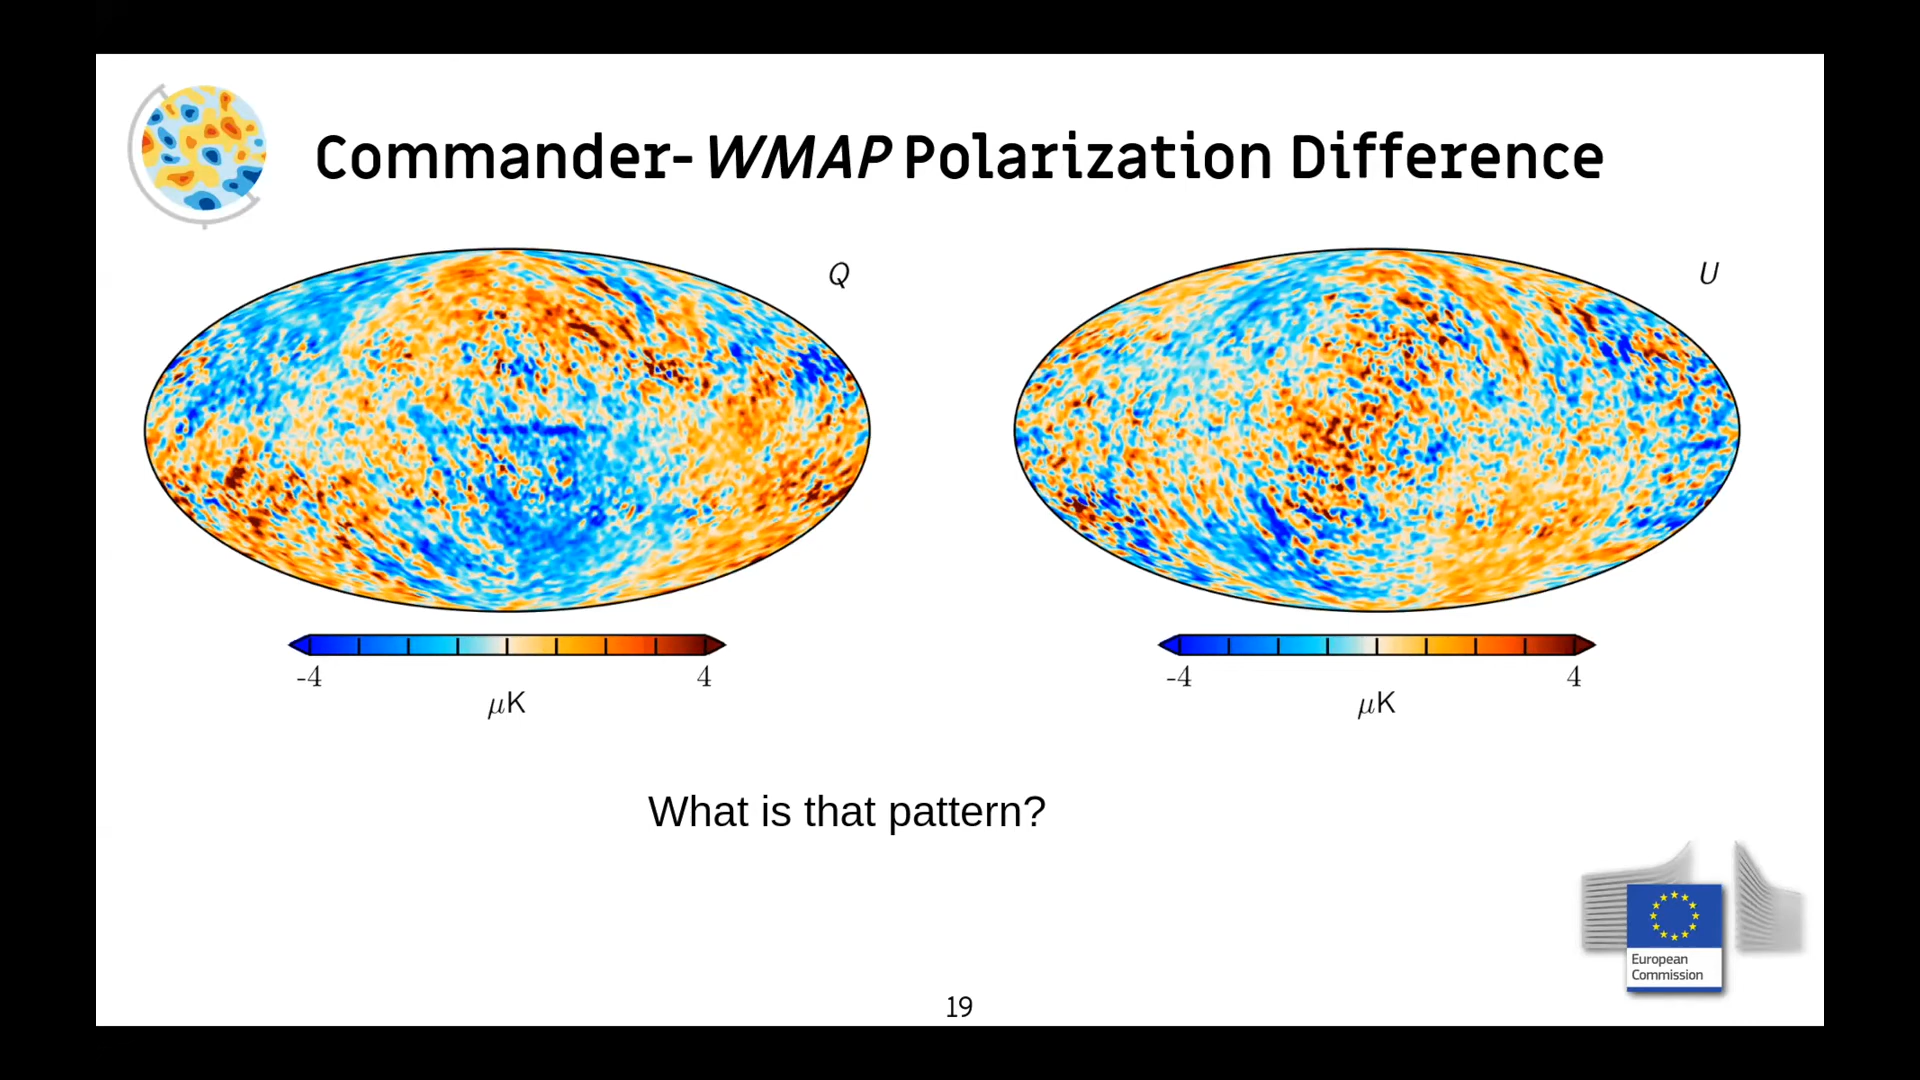 Commander- WMAP Polarization Difference
Q
U
-4 4
μK
-4 4
μK
What is that pattern?
European
Commission
19